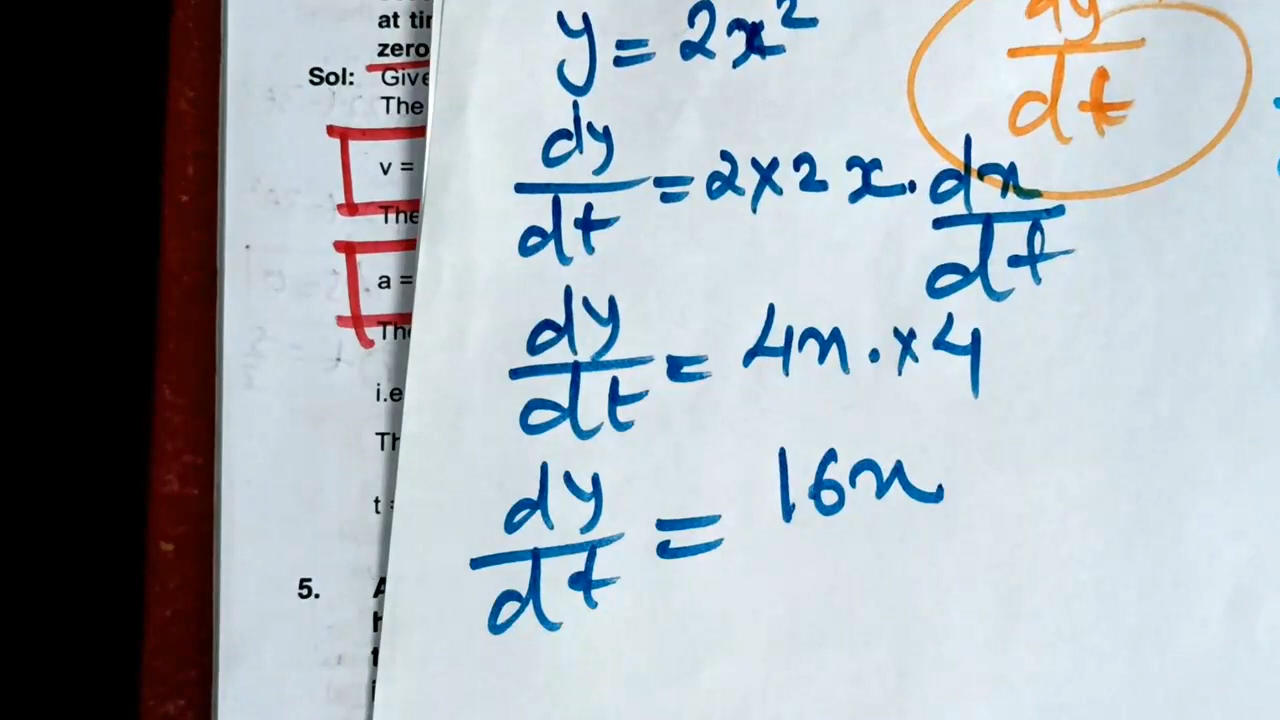 at
zero
Sol: Give
The
v =
The
a =
The
i.e
Th
t =
5.
y = 2x²
dy/dt
dy/dt = 2×2x. dx/dt
dy/dt = 4x.×4
dy/dt = 16x